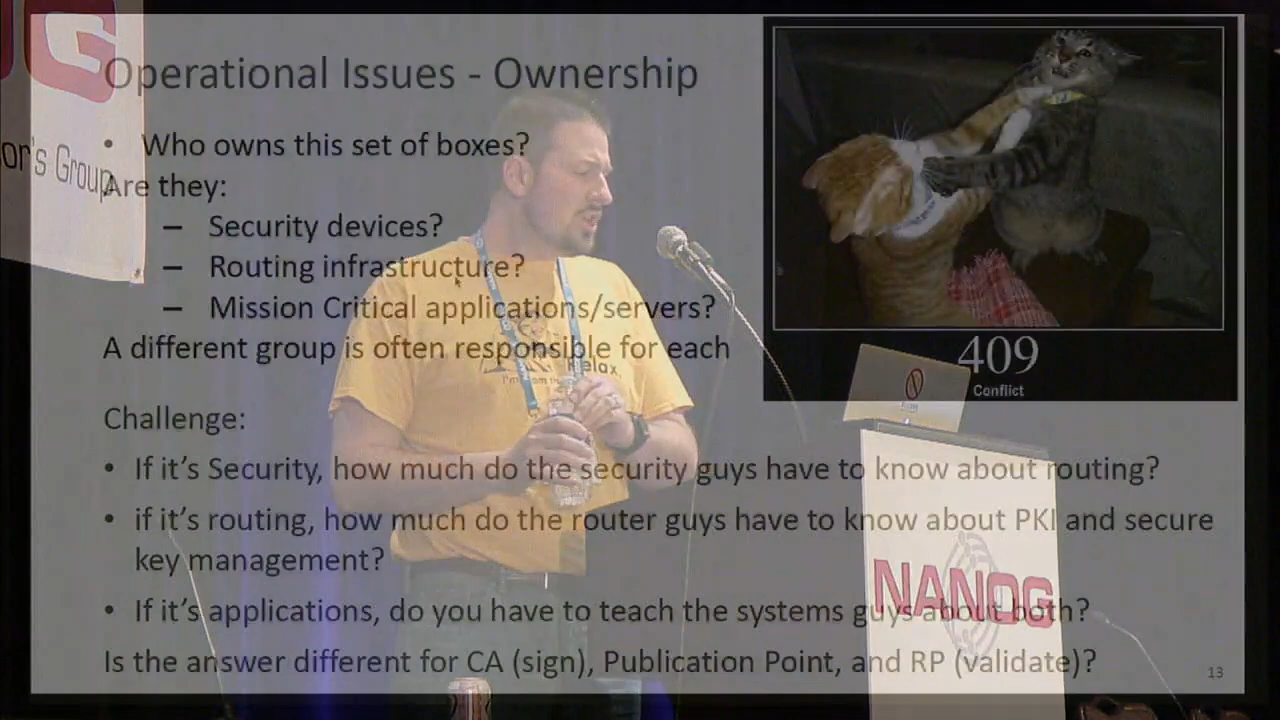 or's Group
Operational Issues - Ownership
• Who owns this set of boxes?
Are they:
– Security devices?
– Routing infrastructure?
– Mission Critical applications/servers?
A different group is often responsible for each
Challenge:
• If it's Security, how much do the security guys have to know about routing?
• if it's routing, how much do the router guys have to know about PKI and secure
key management?
• If it's applications, do you have to teach the systems guys about both?
Is the answer different for CA (sign), Publication Point, and RP (validate)?
13
409
Conflict
Relax
NANOG